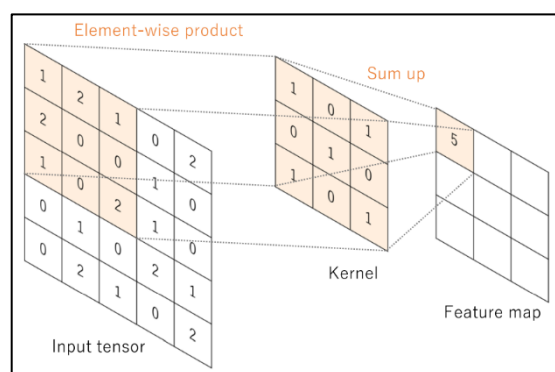 Element-wise product
Sum up
1 2 1 0 2
2 0 0 1 0
1 0 2 1 0
0 1 0 2 1
0 2 1 0 2
1 0 1
0 1 0
1 0 1
5
Input tensor
Kernel
Feature map